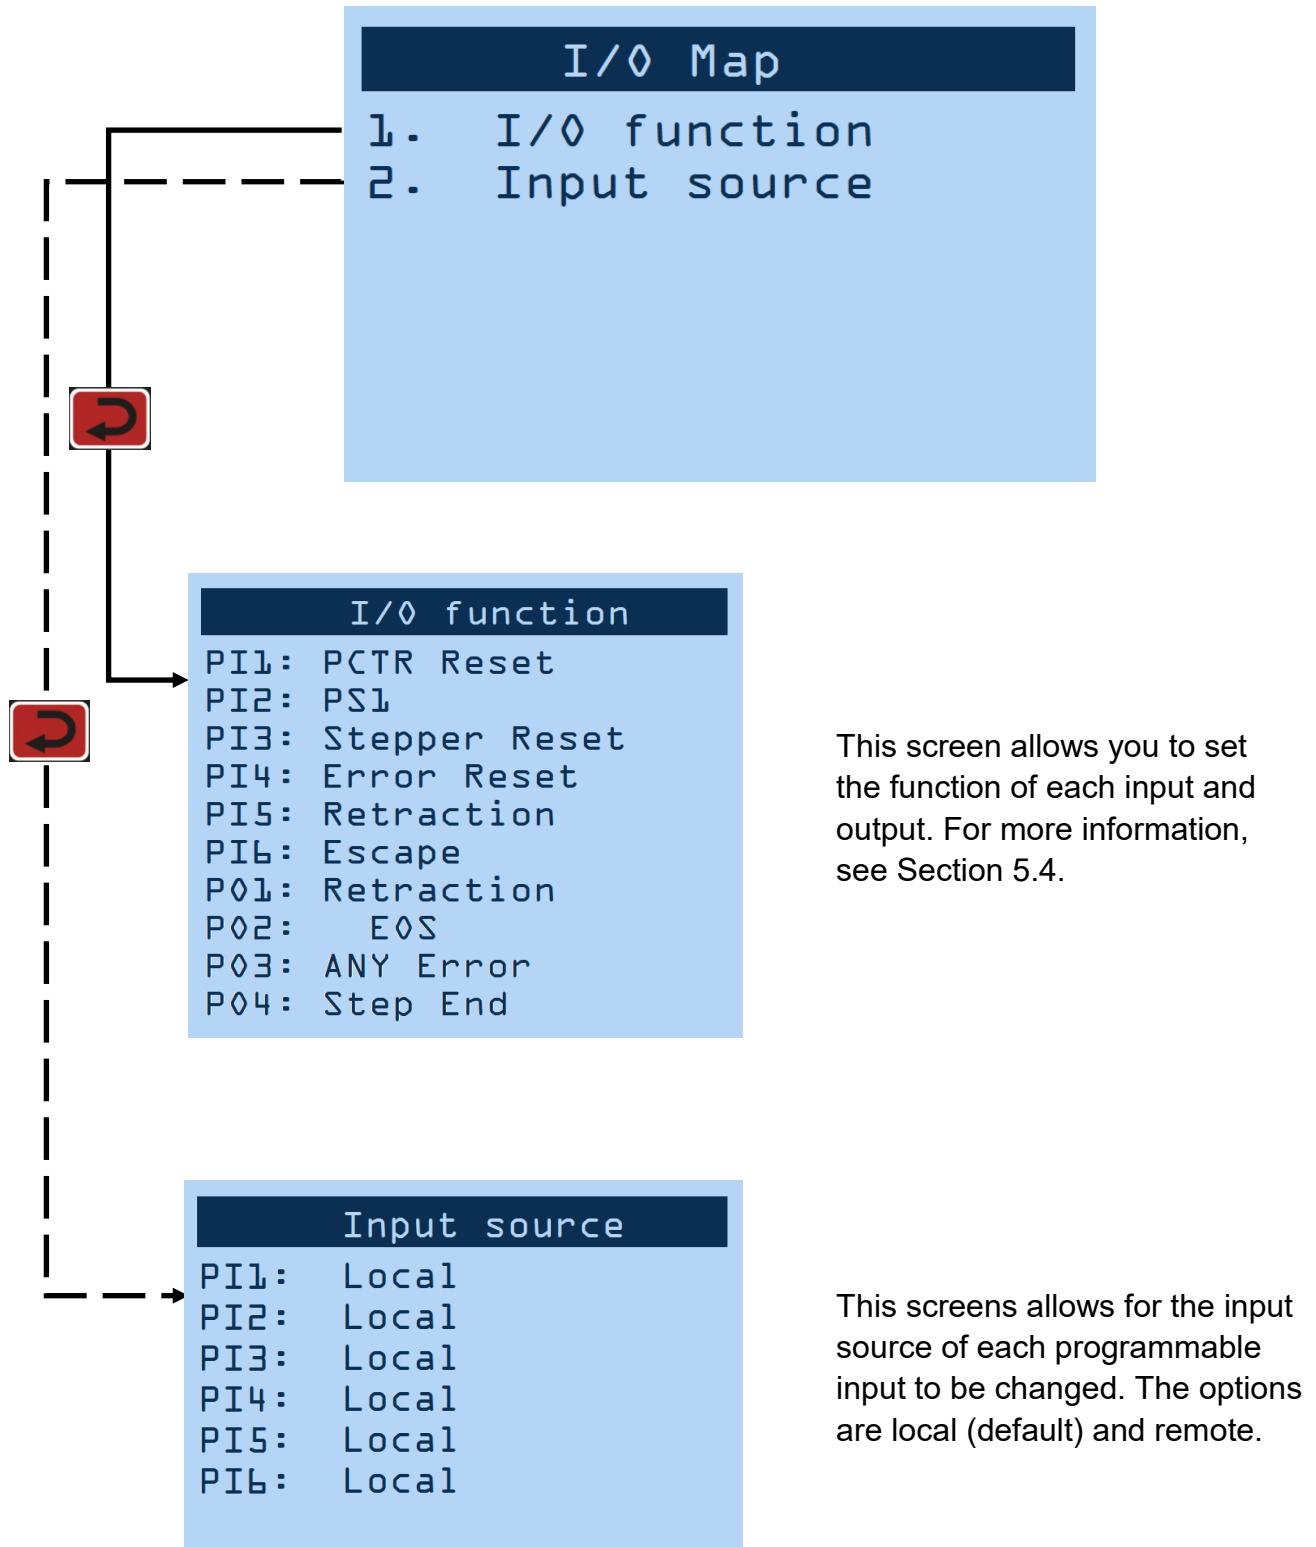 I/O Map
1. I/O function
2. Input source
I/O function
PI1: PCTR Reset
PI2: PS1
PI3: Stepper Reset
PI4: Error Reset
PI5: Retraction
PI6: Escape
PO1: Retraction
PO2: EOS
PO3: ANY Error
PO4: Step End
This screen allows you to set
the function of each input and
output. For more information,
see Section 5.4.
Input source
PI1: Local
PI2: Local
PI3: Local
PI4: Local
PI5: Local
PI6: Local
This screens allows for the input
source of each programmable
input to be changed. The options
are local (default) and remote.